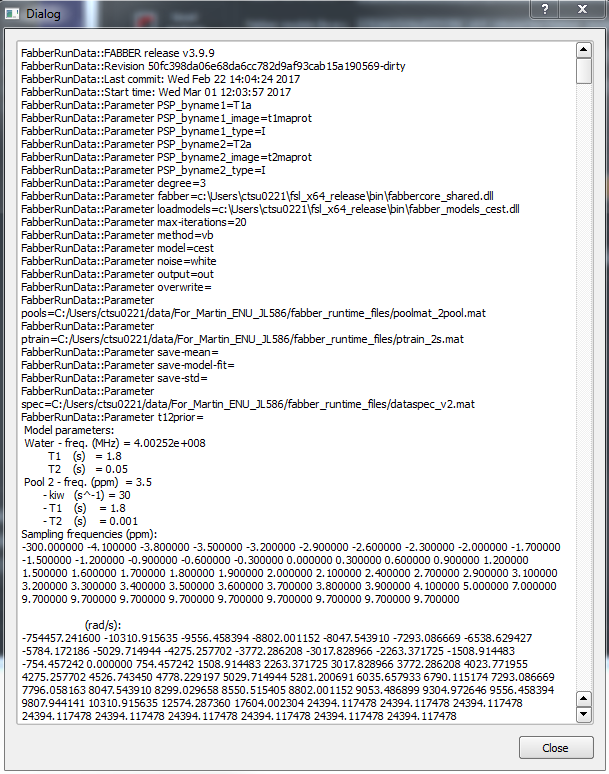 Dialog
FabberRunData::FABBER release v3.9.9
FabberRunData::Revision 50fc398da06e68da6cc782d9af93cab15a190569-dirty
FabberRunData::Last commit: Wed Feb 22 14:04:24 2017
FabberRunData::Start time: Wed Mar 01 12:03:57 2017
FabberRunData::Parameter PSP_byname1=T1a
FabberRunData::Parameter PSP_byname1_image=t1maprot
FabberRunData::Parameter PSP_byname1_type=I
FabberRunData::Parameter PSP_byname2=T2a
FabberRunData::Parameter PSP_byname2_image=t2maprot
FabberRunData::Parameter PSP_byname2_type=I
FabberRunData::Parameter degree=3
FabberRunData::Parameter fabber=c:\Users\ctsu0221\fsl_x64_release\bin\fabbercore_shared.dll
FabberRunData::Parameter loadmodels=c:\Users\ctsu0221\fsl_x64_release\bin\fabber_models_cest.dll
FabberRunData::Parameter max-iterations=20
FabberRunData::Parameter method=vb
FabberRunData::Parameter model=cest
FabberRunData::Parameter noise=white
FabberRunData::Parameter output=out
FabberRunData::Parameter overwrite=
FabberRunData::Parameter
pools=C:/Users/ctsu0221/data/For_Martin_ENU_JL586/fabber_runtime_files/poolmat_2pool.mat
FabberRunData::Parameter
ptrain=C:/Users/ctsu0221/data/For_Martin_ENU_JL586/fabber_runtime_files/ptrain_2s.mat
FabberRunData::Parameter save-mean=
FabberRunData::Parameter save-model-fit=
FabberRunData::Parameter save-std=
FabberRunData::Parameter
spec=C:/Users/ctsu0221/data/For_Martin_ENU_JL586/fabber_runtime_files/dataspec_v2.mat
FabberRunData::Parameter t12prior=
Model parameters:
Water - freq. (MHz) = 4.00252e+008
T1 (s) = 1.8
T2 (s) = 0.05
Pool 2 - freq. (ppm) = 3.5
- kiw (s^-1) = 30
- T1 (s) = 1.8
- T2 (s) = 0.001
Sampling frequencies (ppm):
-300.000000 -4.100000 -3.800000 -3.500000 -3.200000 -2.900000 -2.600000 -2.300000 -2.000000 -1.700000
-1.500000 -1.200000 -0.900000 -0.600000 -0.300000 0.000000 0.300000 0.600000 0.900000 1.200000
1.500000 1.600000 1.700000 1.800000 1.900000 2.000000 2.100000 2.400000 2.700000 2.900000 3.100000
3.200000 3.300000 3.400000 3.500000 3.600000 3.700000 3.800000 3.900000 4.100000 5.000000 7.000000
9.700000 9.700000 9.700000 9.700000 9.700000 9.700000 9.700000 9.700000 9.700000
(rad/s):
-754457.241600 -10310.915635 -9556.458394 -8802.001152 -8047.543910 -7293.086669 -6538.629427
-5784.172186 -5029.714944 -4275.257702 -3772.286208 -3017.828966 -2263.371725 -1508.914483
-754.457242 0.000000 754.457242 1508.914483 2263.371725 3017.828966 3772.286208 4023.771955
4275.257702 4526.743450 4778.229197 5029.714944 5281.200691 6035.657933 6790.115174 7293.086669
7796.058163 8047.543910 8299.029658 8550.515405 8802.001152 9053.486899 9304.972646 9556.458394
9807.944141 10310.915635 12574.287360 17604.002304 24394.117478 24394.117478 24394.117478
24394.117478 24394.117478 24394.117478 24394.117478 24394.117478 24394.117478
Close